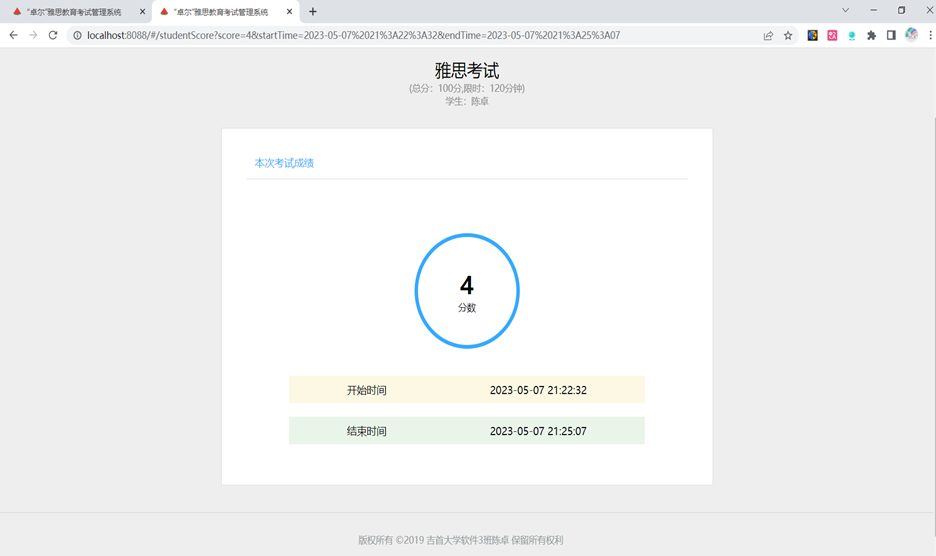 “卓尔”雅思教育考试管理系统
“卓尔”雅思教育考试管理系统
localhost:8088/#/studentScore?score=4&startTime=2023-05-07%2021%3A22%3A32&endTime=2023-05-07%2021%3A25%3A07
雅思考试
(总分：100分,限时：120分钟)
学生：陈卓
本次考试成绩
4
分数
开始时间 2023-05-07 21:22:32
结束时间 2023-05-07 21:25:07
版权所有 ©2019 吉首大学软件3班陈卓 保留所有权利